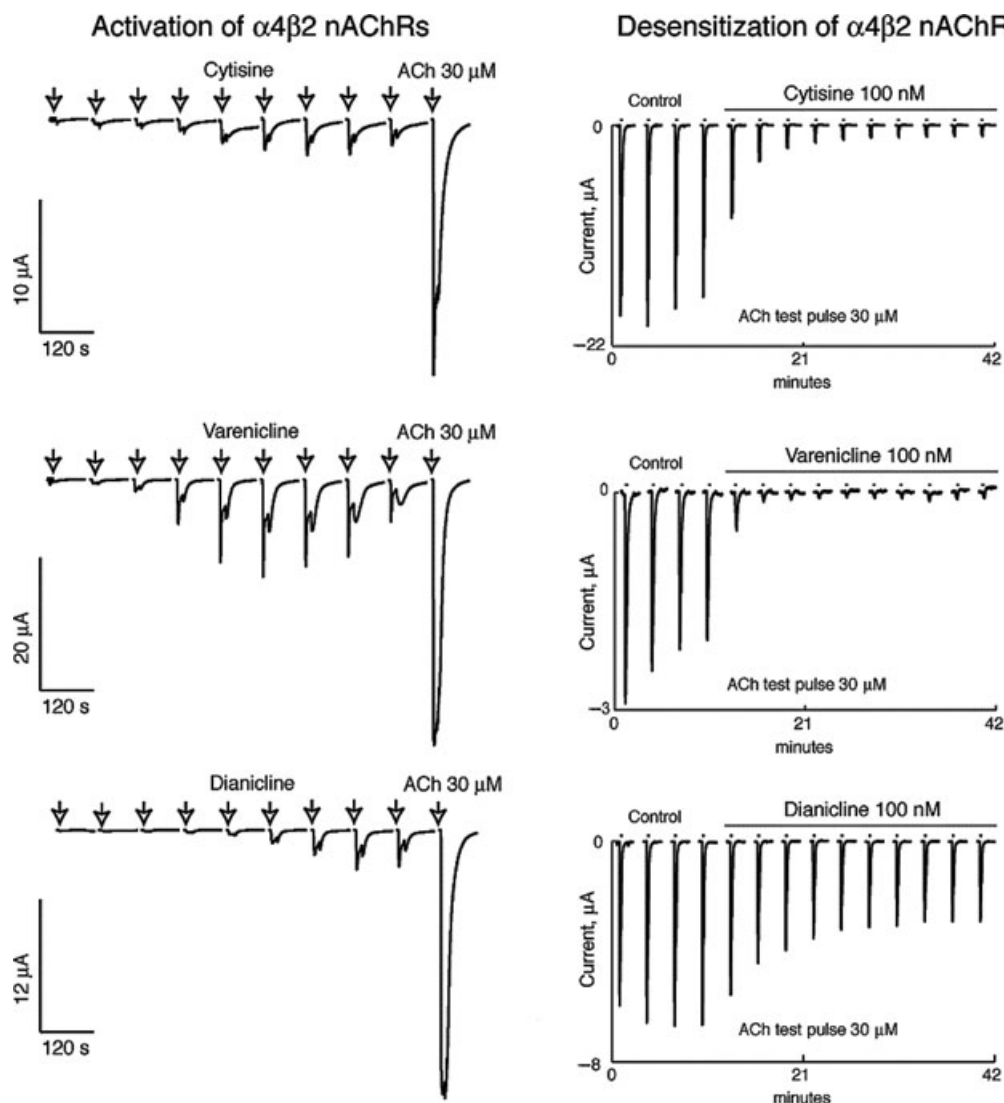 Activation of α4β2 nAChRs
Cytisine ACh 30 μM
10 μA
120 s
Varenicline ACh 30 μM
20 μA
120 s
Dianicline ACh 30 μM
12 μA
120 s
Desensitization of α4β2 nAChR
Control Cytisine 100 nM
0
Current, μA
ACh test pulse 30 μM
–22
0 21 42
minutes
Control Varenicline 100 nM
0
Current, μA
ACh test pulse 30 μM
–3
0 21 42
minutes
Control Dianicline 100 nM
0
Current, μA
ACh test pulse 30 μM
–8
0 21 42
minutes